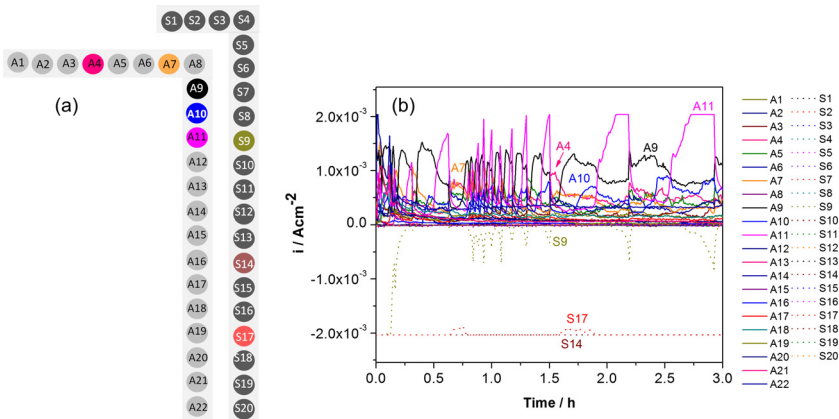 S1 S2 S3 S4
S5
A1 A2 A3 A4 A5 A6 A7 A8 S6
A9 S7
(a)
A10 S8
A11 S9
A12 S10
A13 S11
A14 S12
A15 S13
A16 S14
A17 S15
A18 S16
A19 S17
A20 S18
A21 S19
A22 S20
(b)
i / Acm-2
2.0x10-3
1.0x10-3
0.0
-1.0x10-3
-2.0x10-3
A11
A4
A9
A7
A10
S9
S17
S14
0.0 0.5 1.0 1.5 2.0 2.5 3.0
Time / h
A1 S1
A2 S2
A3 S3
A4 S4
A5 S5
A6 S6
A7 S7
A8 S8
A9 S9
A10 S10
A11 S11
A12 S12
A13 S13
A14 S14
A15 S15
A16 S16
A17 S17
A18 S18
A19 S19
A20 S20
A21
A22